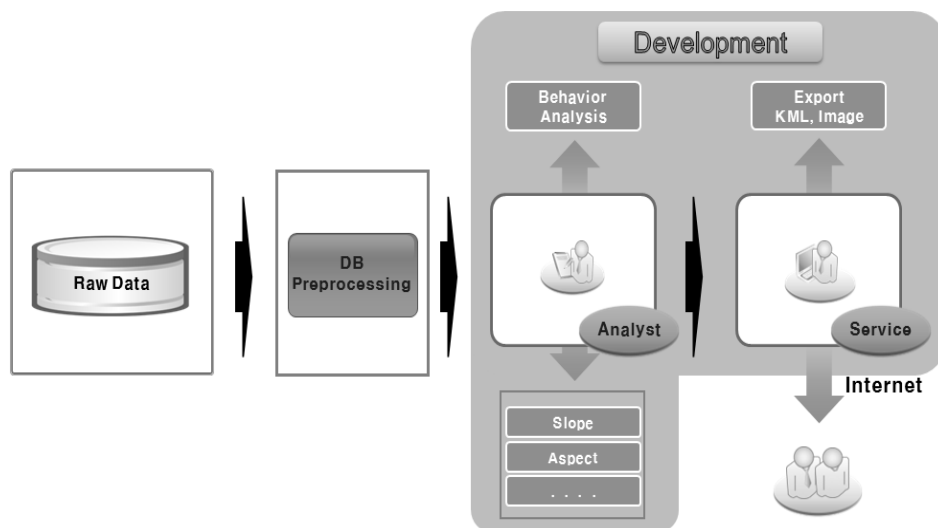 Development
Behavior
Analysis
Export
KML, Image
Raw Data
DB
Preprocessing
Analyst
Service
Internet
Slope
Aspect
. . . .